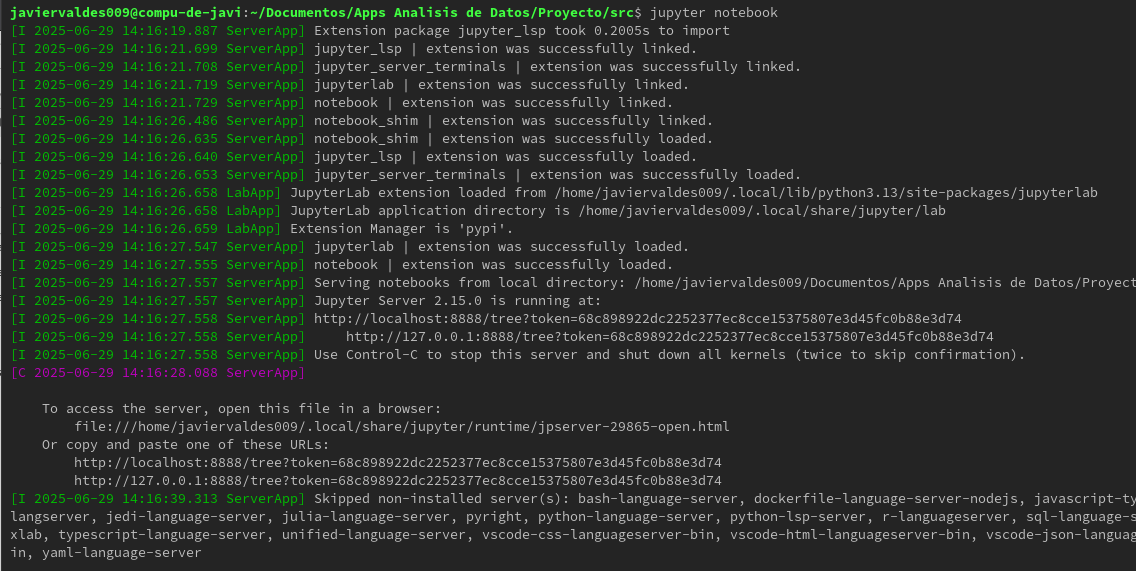 javiervaldes009@compu-de-javi:~/Documentos/Apps Analisis de Datos/Proyecto/src$ jupyter notebook
[I 2025-06-29 14:16:19.887 ServerApp] Extension package jupyter_lsp took 0.2005s to import
[I 2025-06-29 14:16:21.699 ServerApp] jupyter_lsp | extension was successfully linked.
[I 2025-06-29 14:16:21.708 ServerApp] jupyter_server_terminals | extension was successfully linked.
[I 2025-06-29 14:16:21.719 ServerApp] jupyterlab | extension was successfully linked.
[I 2025-06-29 14:16:21.729 ServerApp] notebook | extension was successfully linked.
[I 2025-06-29 14:16:26.486 ServerApp] notebook_shim | extension was successfully linked.
[I 2025-06-29 14:16:26.635 ServerApp] notebook_shim | extension was successfully loaded.
[I 2025-06-29 14:16:26.640 ServerApp] jupyter_lsp | extension was successfully loaded.
[I 2025-06-29 14:16:26.653 ServerApp] jupyter_server_terminals | extension was successfully loaded.
[I 2025-06-29 14:16:26.658 LabApp] JupyterLab extension loaded from /home/javiervaldes009/.local/lib/python3.13/site-packages/jupyterlab
[I 2025-06-29 14:16:26.658 LabApp] JupyterLab application directory is /home/javiervaldes009/.local/share/jupyter/lab
[I 2025-06-29 14:16:26.659 LabApp] Extension Manager is 'pypi'.
[I 2025-06-29 14:16:27.547 ServerApp] jupyterlab | extension was successfully loaded.
[I 2025-06-29 14:16:27.555 ServerApp] notebook | extension was successfully loaded.
[I 2025-06-29 14:16:27.557 ServerApp] Serving notebooks from local directory: /home/javiervaldes009/Documentos/Apps Analisis de Datos/Proyect
[I 2025-06-29 14:16:27.557 ServerApp] Jupyter Server 2.15.0 is running at:
[I 2025-06-29 14:16:27.558 ServerApp] http://localhost:8888/tree?token=68c898922dc2252377ec8cce15375807e3d45fc0b88e3d74
[I 2025-06-29 14:16:27.558 ServerApp]     http://127.0.0.1:8888/tree?token=68c898922dc2252377ec8cce15375807e3d45fc0b88e3d74
[I 2025-06-29 14:16:27.558 ServerApp] Use Control-C to stop this server and shut down all kernels (twice to skip confirmation).
[C 2025-06-29 14:16:28.088 ServerApp]
    To access the server, open this file in a browser:
        file:///home/javiervaldes009/.local/share/jupyter/runtime/jpserver-29865-open.html
    Or copy and paste one of these URLs:
        http://localhost:8888/tree?token=68c898922dc2252377ec8cce15375807e3d45fc0b88e3d74
        http://127.0.0.1:8888/tree?token=68c898922dc2252377ec8cce15375807e3d45fc0b88e3d74
[I 2025-06-29 14:16:39.313 ServerApp] Skipped non-installed server(s): bash-language-server, dockerfile-language-server-nodejs, javascript-ty
langserver, jedi-language-server, julia-language-server, pyright, python-language-server, python-lsp-server, r-languageserver, sql-language-s
xlab, typescript-language-server, unified-language-server, vscode-css-languageserver-bin, vscode-html-languageserver-bin, vscode-json-languag
in, yaml-language-server